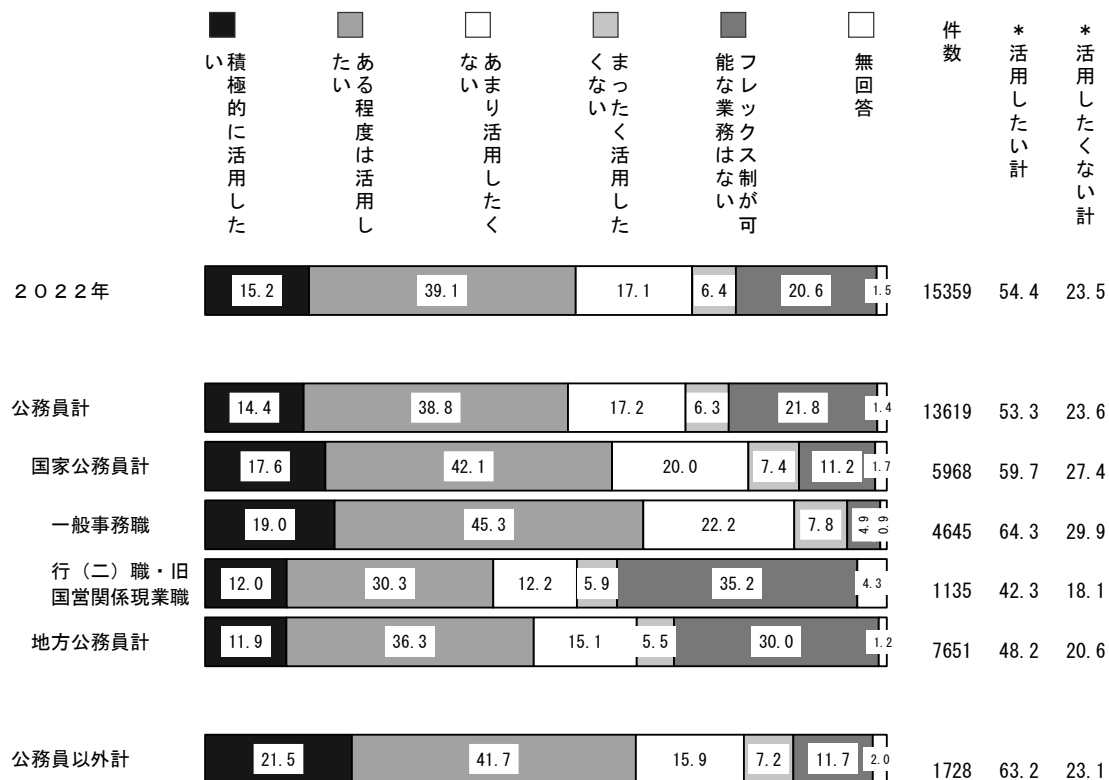 積極的に活用した
い
ある程度は活用し
たい
あまり活用したく
ない
まったく活用した
くない
フレックス制が可
能な業務はない
無回答
件数
＊活用したい計
＊活用したくない計
２０２２年 15.2 39.1 17.1 6.4 20.6 1.5 15359 54.4 23.5
公務員計 14.4 38.8 17.2 6.3 21.8 1.4 13619 53.3 23.6
国家公務員計 17.6 42.1 20.0 7.4 11.2 1.7 5968 59.7 27.4
一般事務職 19.0 45.3 22.2 7.8 4.9 0.9 4645 64.3 29.9
行（二）職・旧
国営関係現業職 12.0 30.3 12.2 5.9 35.2 4.3 1135 42.3 18.1
地方公務員計 11.9 36.3 15.1 5.5 30.0 1.2 7651 48.2 20.6
公務員以外計 21.5 41.7 15.9 7.2 11.7 2.0 1728 63.2 23.1